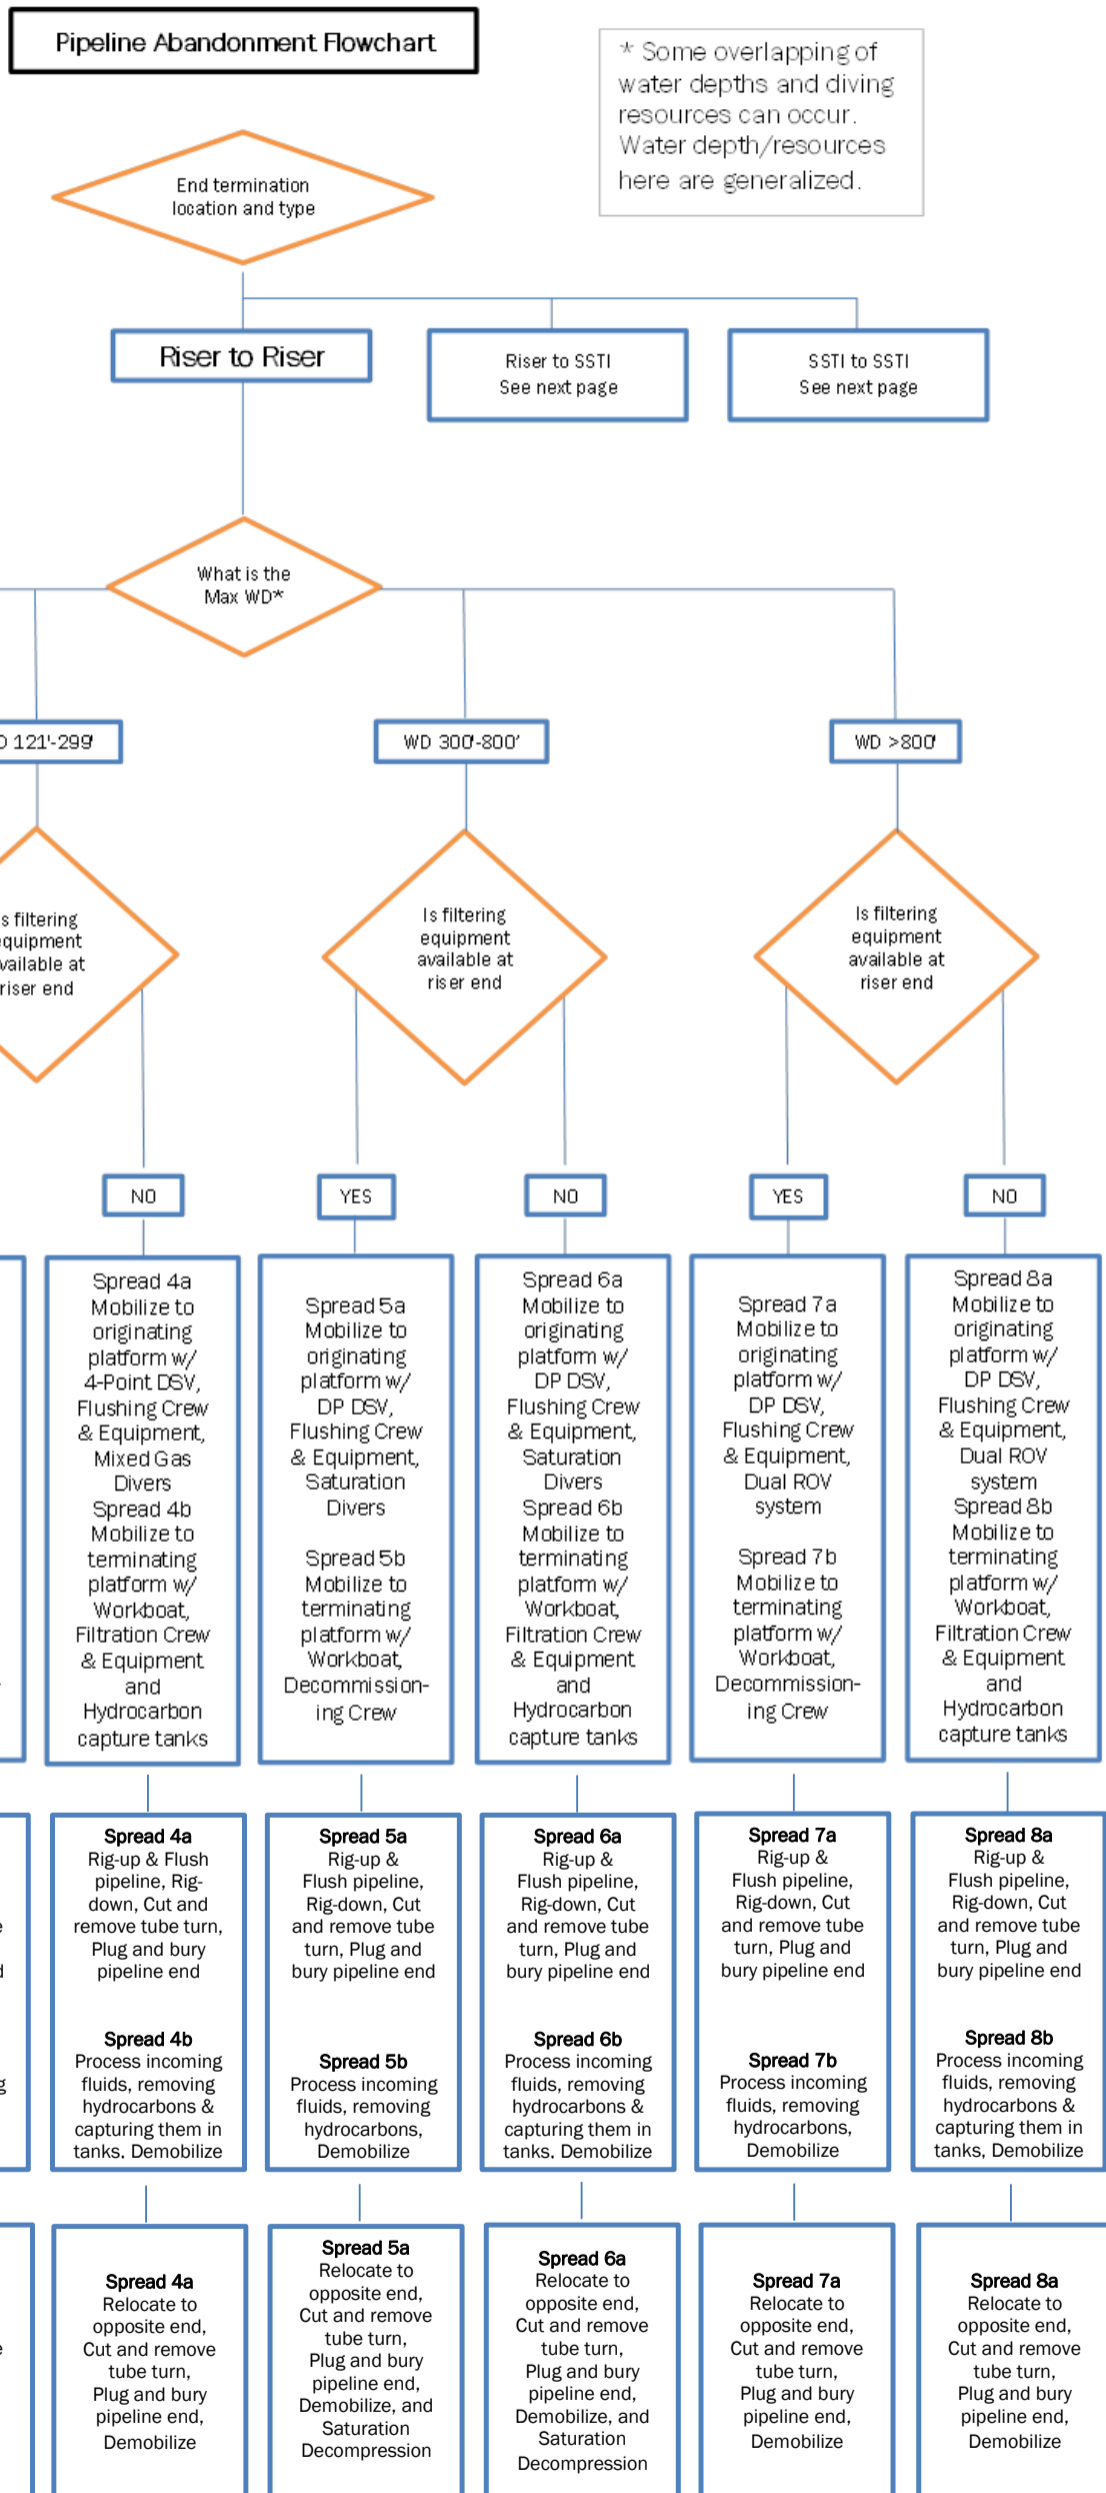 Pipeline Abandonment Flowchart
* Some overlapping of
water depths and diving
resources can occur.
Water depth/resources
here are generalized.
End termination
location and type
Riser to Riser
Riser to SSTI
See next page
SSTI to SSTI
See next page
What is the
Max WD*
D 121'-299'
WD 300'-800'
WD >800'
s filtering
equipment
vailable at
riser end
Is filtering
equipment
available at
riser end
Is filtering
equipment
available at
riser end
NO
YES
NO
YES
NO
Spread 4a
Mobilize to
originating
platform w/
4-Point DSV,
Flushing Crew
& Equipment,
Mixed Gas
Divers
Spread 4b
Mobilize to
terminating
platform w/
Workboat,
Filtration Crew
& Equipment
and
Hydrocarbon
capture tanks
Spread 5a
Mobilize to
originating
platform w/
DP DSV,
Flushing Crew
& Equipment,
Saturation
Divers
Spread 5b
Mobilize to
terminating
platform w/
Workboat,
Decommission-
ing Crew
Spread 6a
Mobilize to
originating
platform w/
DP DSV,
Flushing Crew
& Equipment,
Saturation
Divers
Spread 6b
Mobilize to
terminating
platform w/
Workboat,
Filtration Crew
& Equipment
and
Hydrocarbon
capture tanks
Spread 7a
Mobilize to
originating
platform w/
DP DSV,
Flushing Crew
& Equipment,
Dual ROV
system
Spread 7b
Mobilize to
terminating
platform w/
Workboat,
Decommission-
ing Crew
Spread 8a
Mobilize to
originating
platform w/
DP DSV,
Flushing Crew
& Equipment,
Dual ROV
system
Spread 8b
Mobilize to
terminating
platform w/
Workboat,
Filtration Crew
& Equipment
and
Hydrocarbon
capture tanks
Spread 4a
Rig-up & Flush
pipeline, Rig-
down, Cut and
remove tube turn,
Plug and bury
pipeline end
Spread 4b
Process incoming
fluids, removing
hydrocarbons &
capturing them in
tanks, Demobilize
Spread 5a
Rig-up &
Flush pipeline,
Rig-down, Cut
and remove tube
turn, Plug and
bury pipeline end
Spread 5b
Process incoming
fluids, removing
hydrocarbons,
Demobilize
Spread 6a
Rig-up &
Flush pipeline,
Rig-down, Cut
and remove tube
turn, Plug and
bury pipeline end
Spread 6b
Process incoming
fluids, removing
hydrocarbons &
capturing them in
tanks, Demobilize
Spread 7a
Rig-up &
Flush pipeline,
Rig-down, Cut
and remove tube
turn, Plug and
bury pipeline end
Spread 7b
Process incoming
fluids, removing
hydrocarbons,
Demobilize
Spread 8a
Rig-up &
Flush pipeline,
Rig-down, Cut
and remove tube
turn, Plug and
bury pipeline end
Spread 8b
Process incoming
fluids, removing
hydrocarbons &
capturing them in
tanks, Demobilize
Spread 4a
Relocate to
opposite end,
Cut and remove
tube turn,
Plug and bury
pipeline end,
Demobilize
Spread 5a
Relocate to
opposite end,
Cut and remove
tube turn,
Plug and bury
pipeline end,
Demobilize, and
Saturation
Decompression
Spread 6a
Relocate to
opposite end,
Cut and remove
tube turn,
Plug and bury
pipeline end,
Demobilize, and
Saturation
Decompression
Spread 7a
Relocate to
opposite end,
Cut and remove
tube turn,
Plug and bury
pipeline end,
Demobilize
Spread 8a
Relocate to
opposite end,
Cut and remove
tube turn,
Plug and bury
pipeline end,
Demobilize